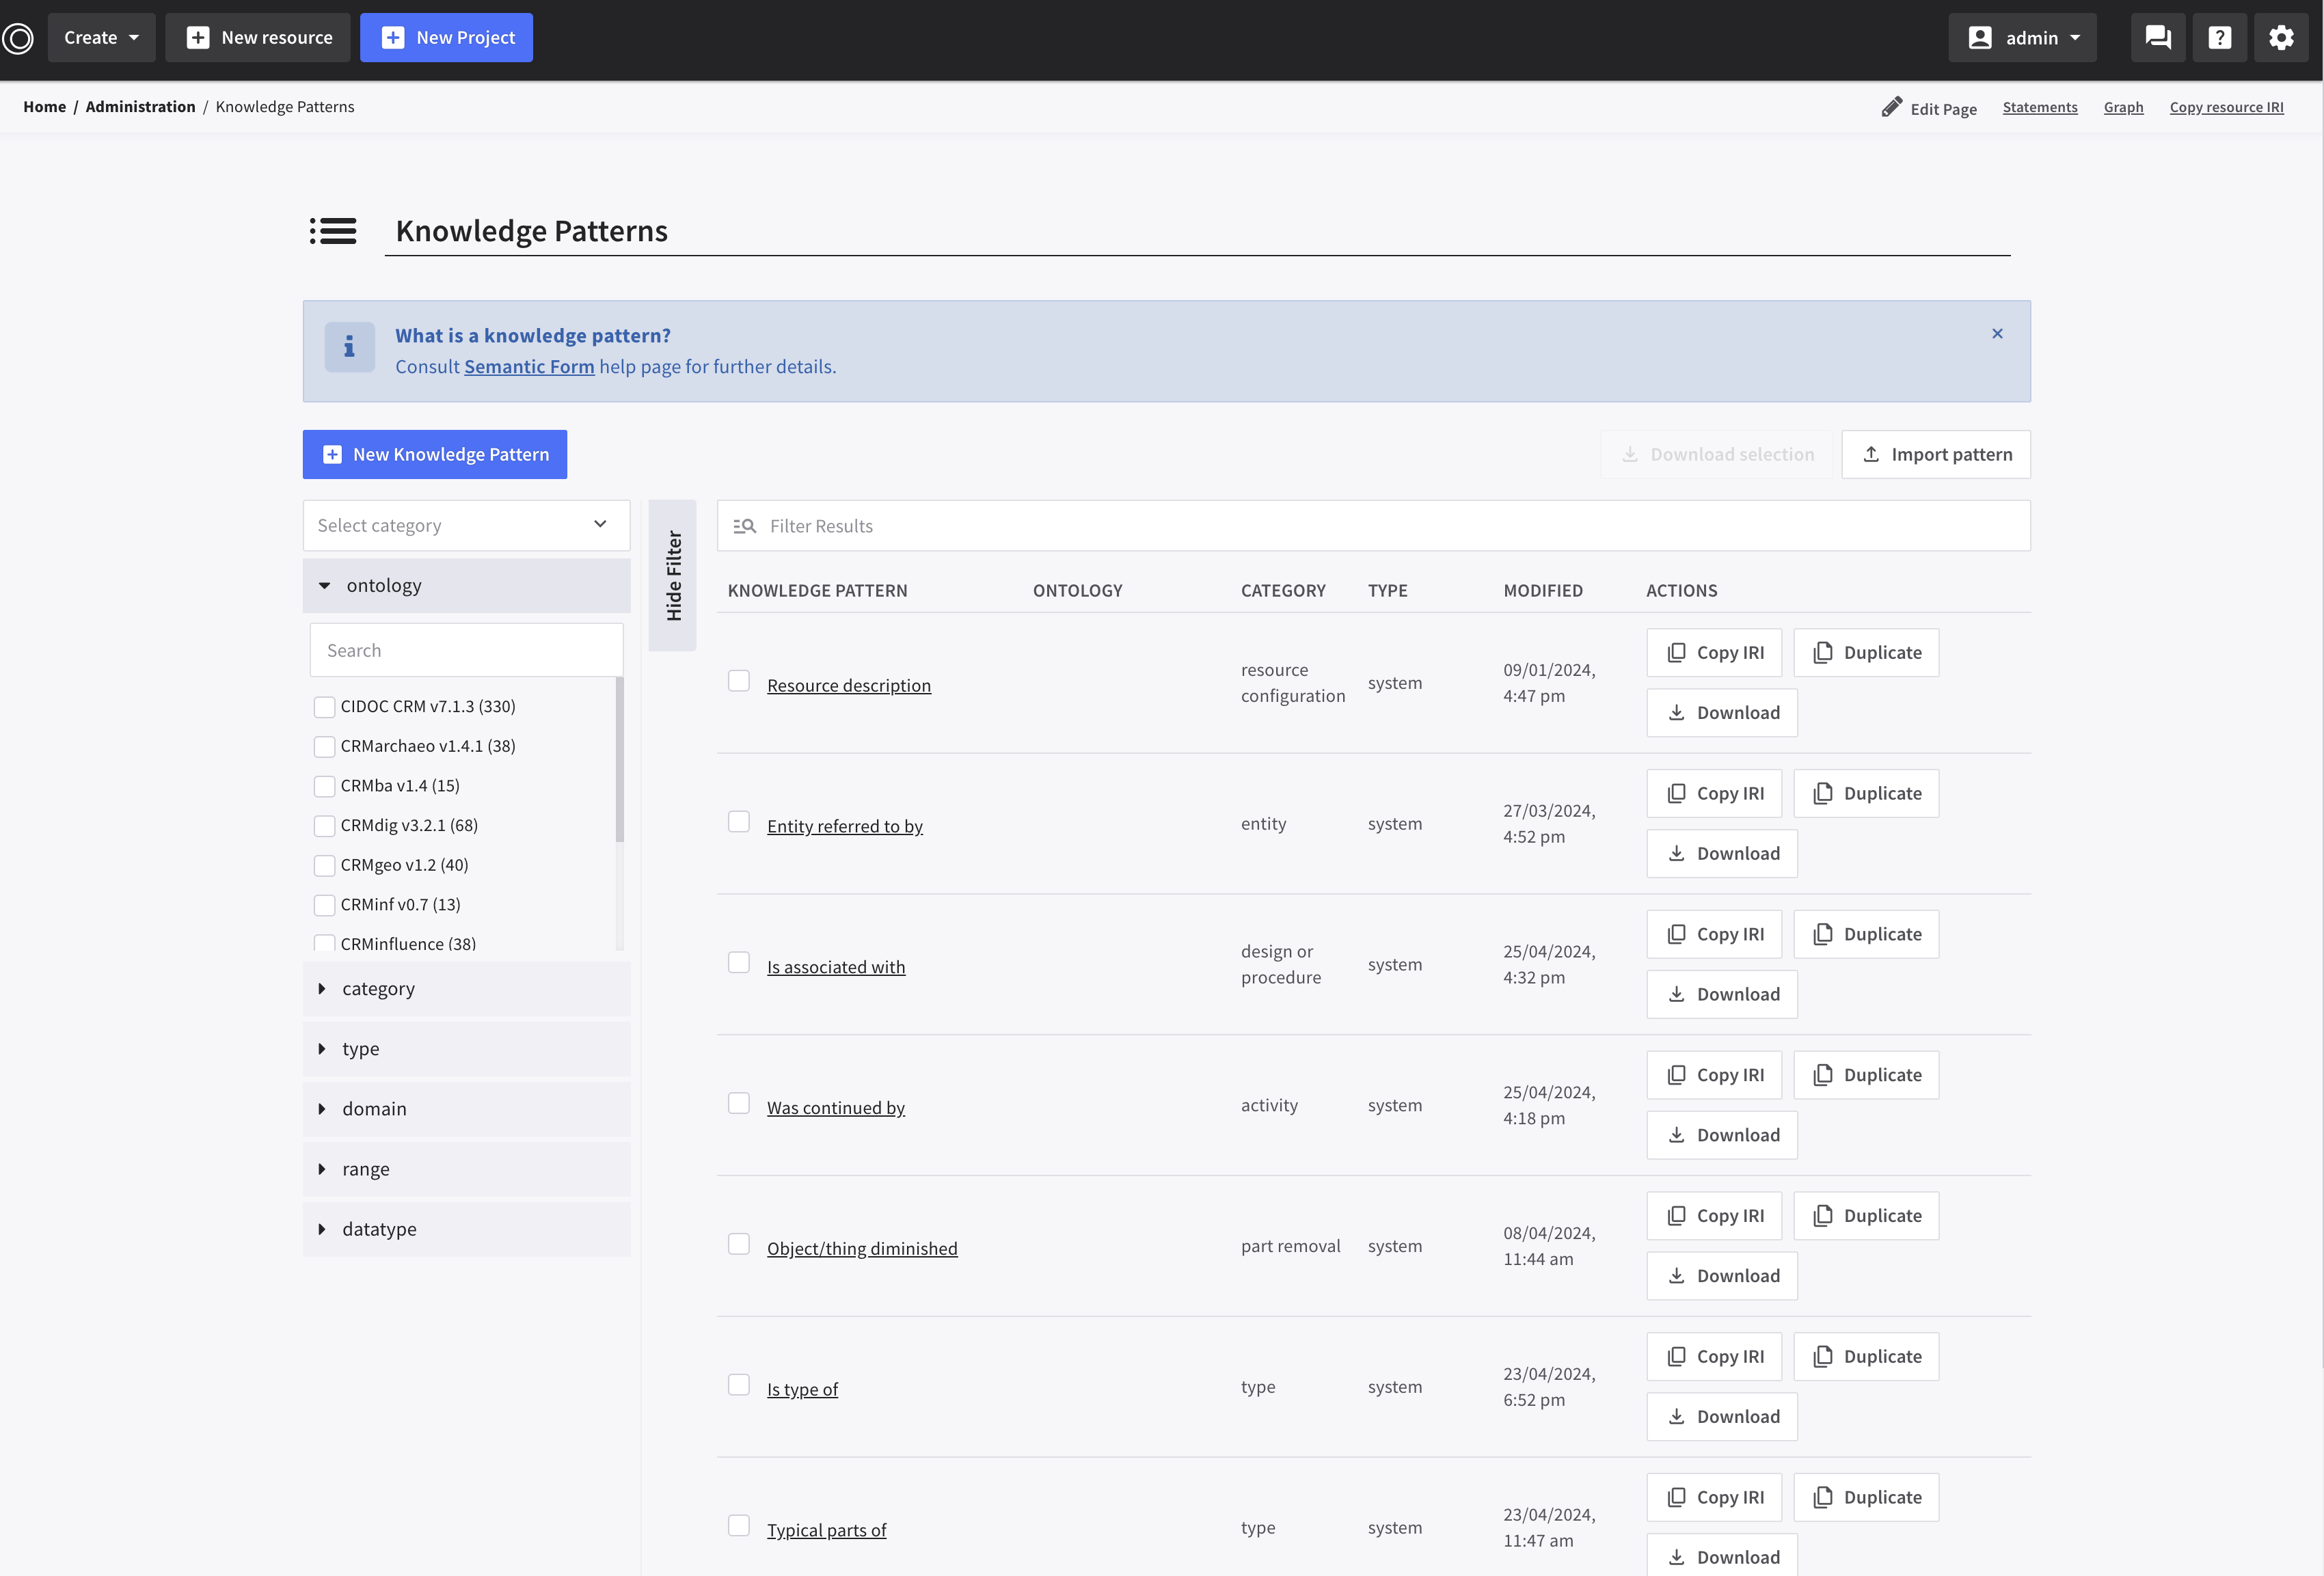 Create
New resource
New Project
admin
Home / Administration / Knowledge Patterns
Edit Page
Statements
Graph
Copy resource IRI
Knowledge Patterns
What is a knowledge pattern?
Consult Semantic Form help page for further details.
New Knowledge Pattern
Download selection
Import pattern
Select category
ontology
Search
CIDOC CRM v7.1.3 (330)
CRMarchaeo v1.4.1 (38)
CRMba v1.4 (15)
CRMdig v3.2.1 (68)
CRMgeo v1.2 (40)
CRMinf v0.7 (13)
CRMinfluence (38)
category
type
domain
range
datatype
Hide Filter
Filter Results
KNOWLEDGE PATTERN ONTOLOGY CATEGORY TYPE MODIFIED ACTIONS
Resource description
resource
configuration
system
09/01/2024,
4:47 pm
Copy IRI
Duplicate
Download
Entity referred to by
entity
system
27/03/2024,
4:52 pm
Copy IRI
Duplicate
Download
Is associated with
design or
procedure
system
25/04/2024,
4:32 pm
Copy IRI
Duplicate
Download
Was continued by
activity
system
25/04/2024,
4:18 pm
Copy IRI
Duplicate
Download
Object/thing diminished
part removal
system
08/04/2024,
11:44 am
Copy IRI
Duplicate
Download
Is type of
type
system
23/04/2024,
6:52 pm
Copy IRI
Duplicate
Download
Typical parts of
type
system
23/04/2024,
11:47 am
Copy IRI
Duplicate
Download